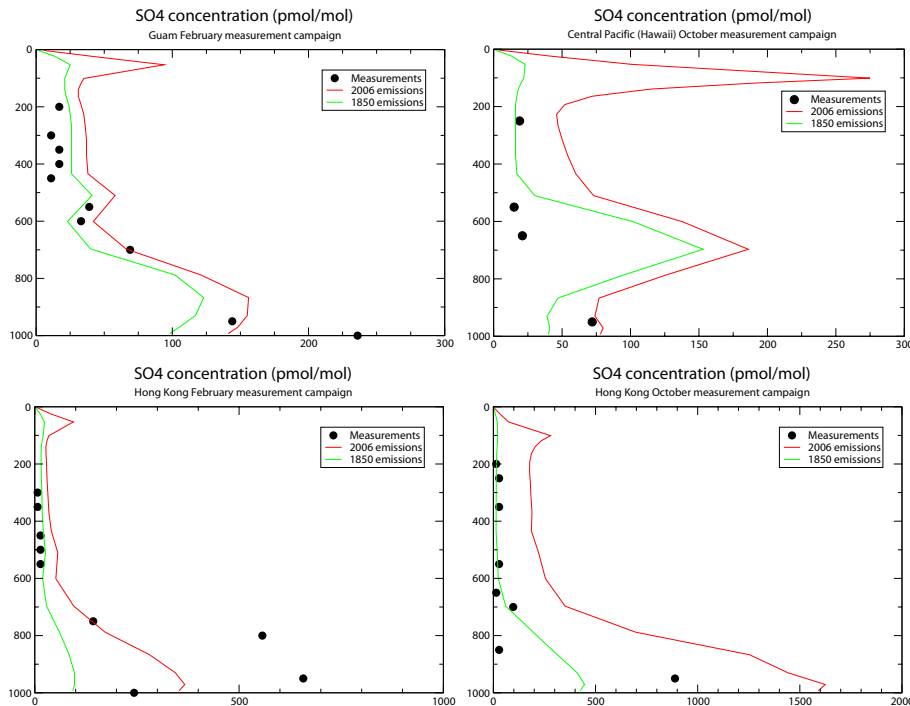 SO4 concentration (pmol/mol)
Guam February measurement campaign
Measurements
2006 emissions
1850 emissions
0
200
400
600
800
1000
0 100 200 300
SO4 concentration (pmol/mol)
Central Pacific (Hawaii) October measurement campaign
Measurements
2006 emissions
1850 emissions
0
200
400
600
800
1000
0 50 100 150 200 250 300
SO4 concentration (pmol/mol)
Hong Kong February measurement campaign
Measurements
2006 emissions
1850 emissions
0
200
400
600
800
1000
0 500 1000
SO4 concentration (pmol/mol)
Hong Kong October measurement campaign
Measurements
2006 emissions
1850 emissions
0
200
400
600
800
1000
0 500 1000 1500 2000